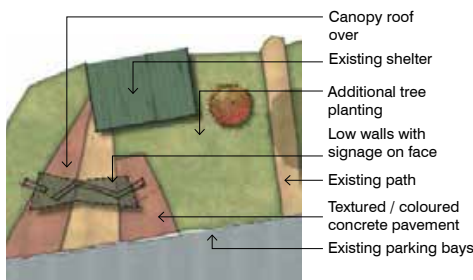 Canopy roof
over
Existing shelter
Additional tree
planting
Low walls with
signage on face
Existing path
Textured / coloured
concrete pavement
Existing parking bays